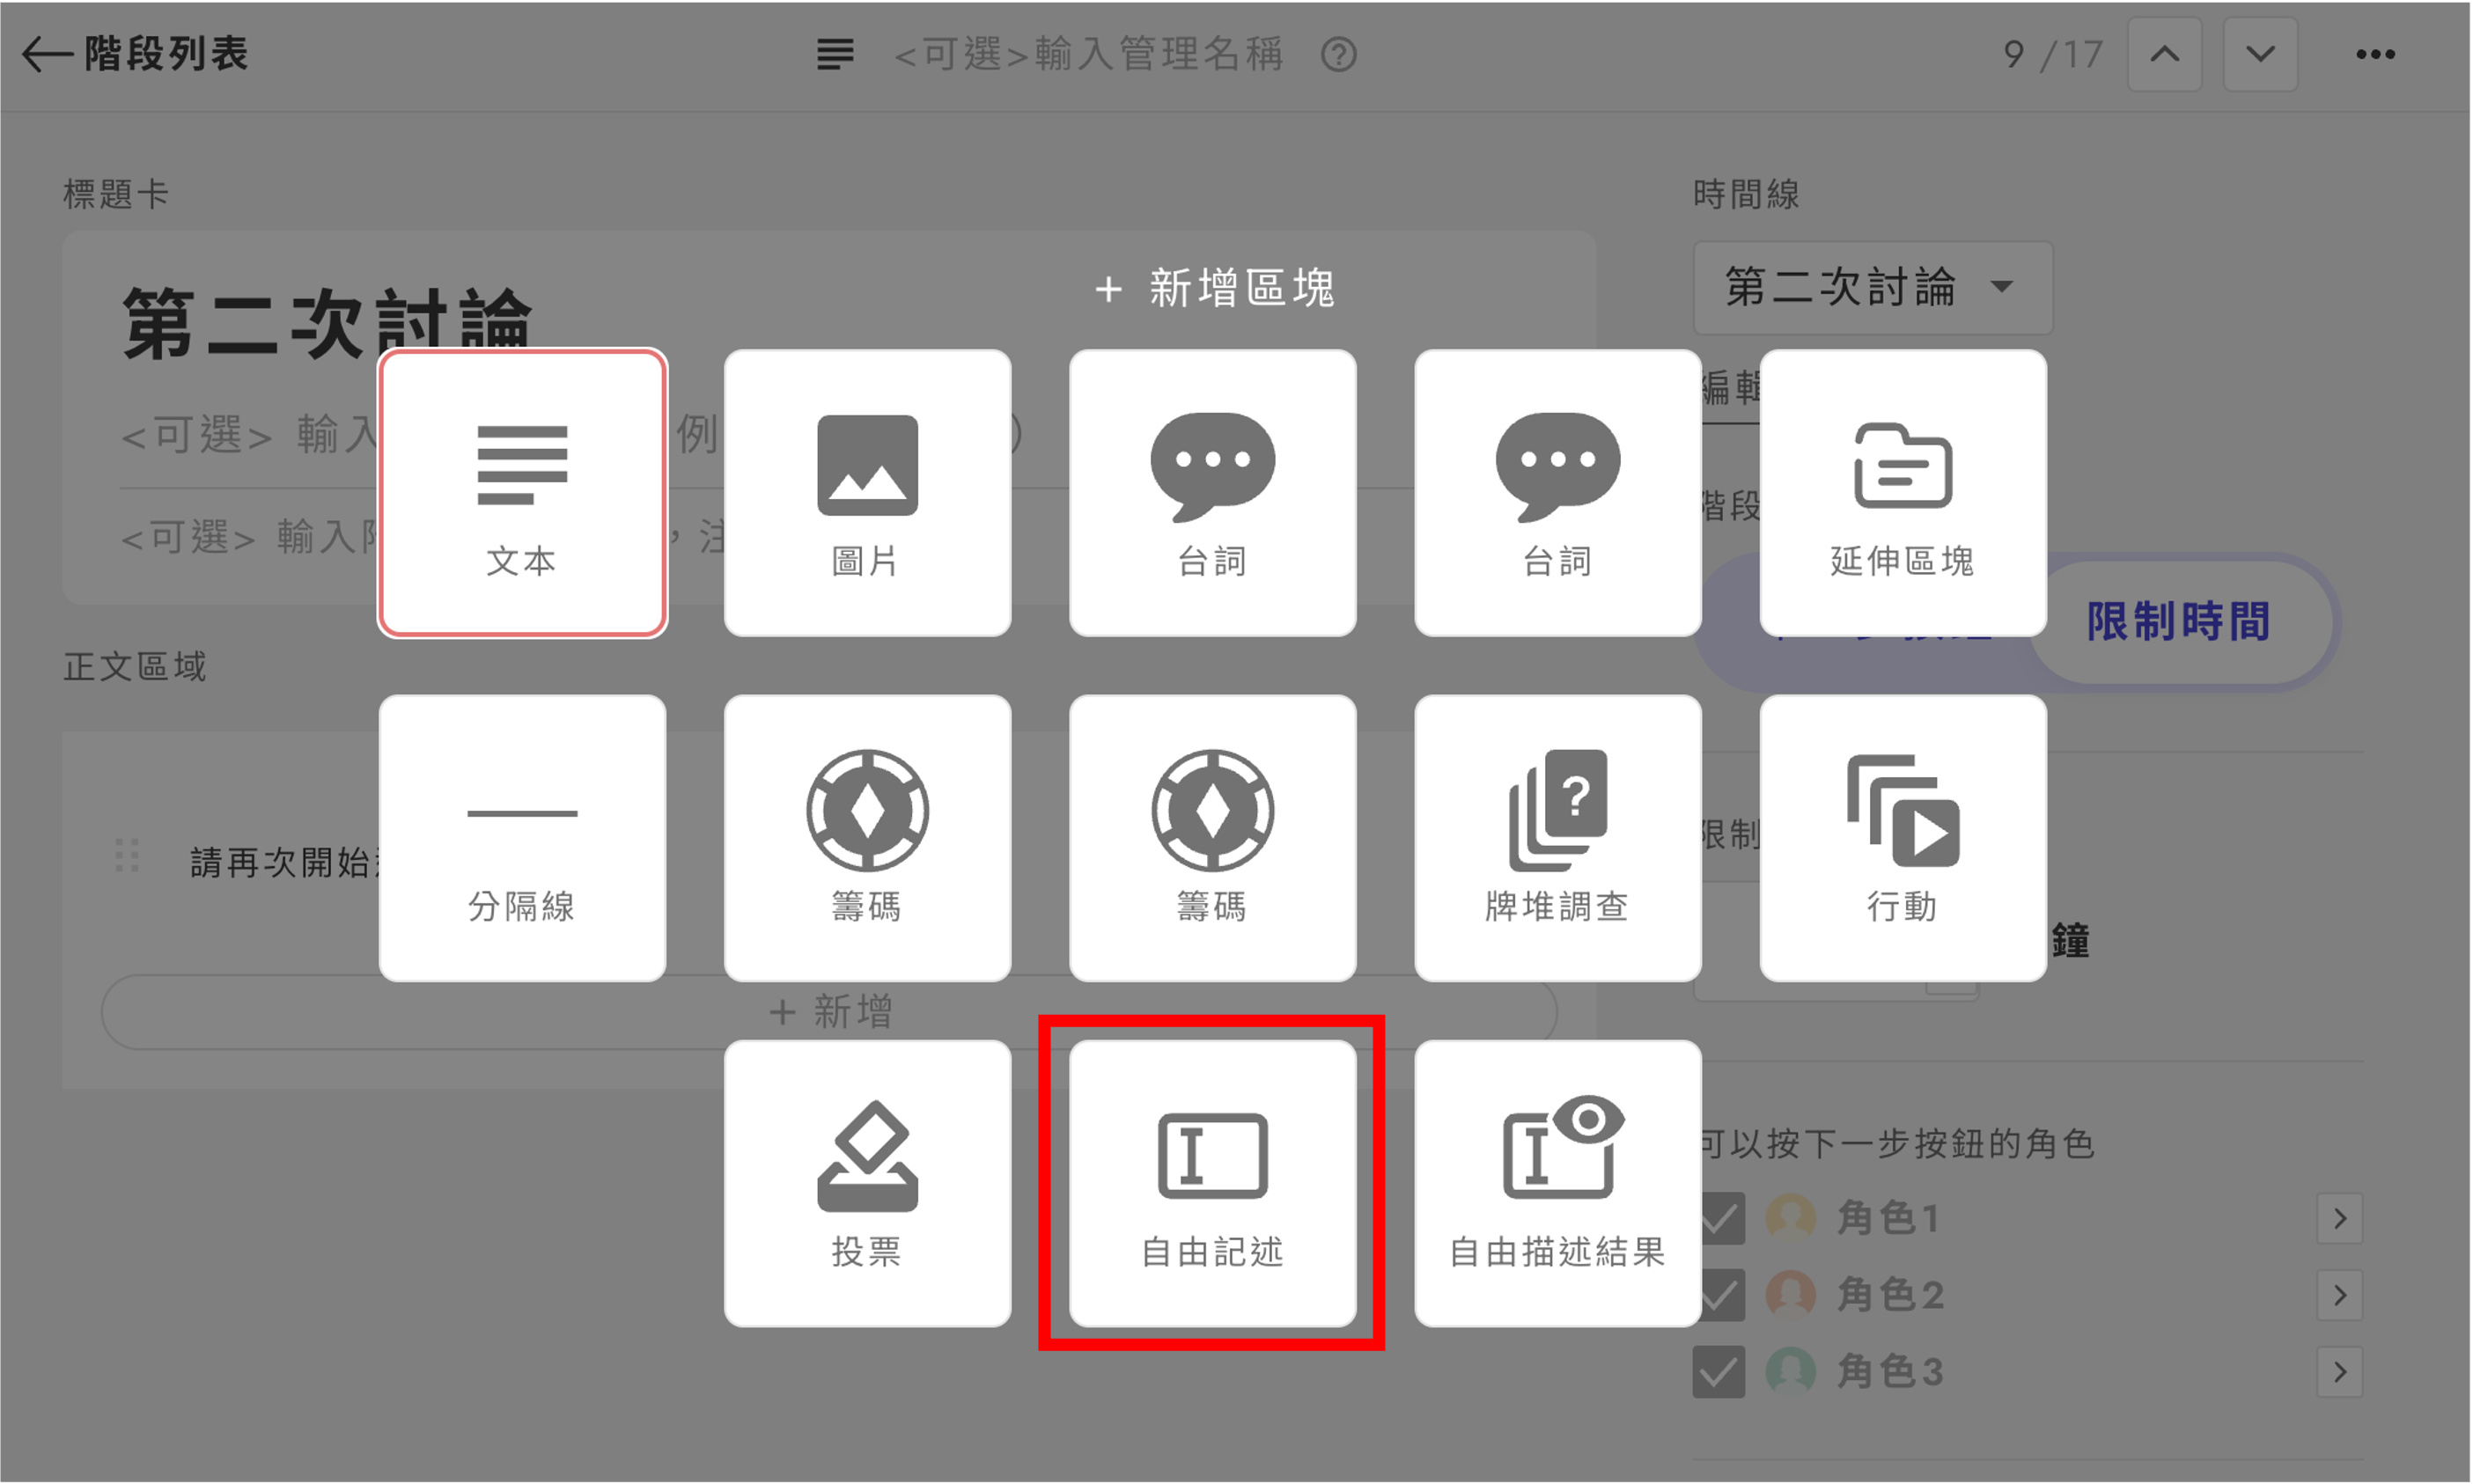 階段列表
<可選>輸入管理名稱
9 /17
標題卡
時間線
+ 新增區塊
第二次討論
第二次討論
編輯
<可選> 輸入
例
<可選> 輸入
，注
階段
文本
圖片
台詞
台詞
延伸區塊
限制時間
正文區域
請再次開始
限制
鐘
分隔線
籌碼
籌碼
牌堆調查
行動
+ 新增
投票
自由記述
自由描述結果
可以按下一步按鈕的角色
角色1
角色2
角色3